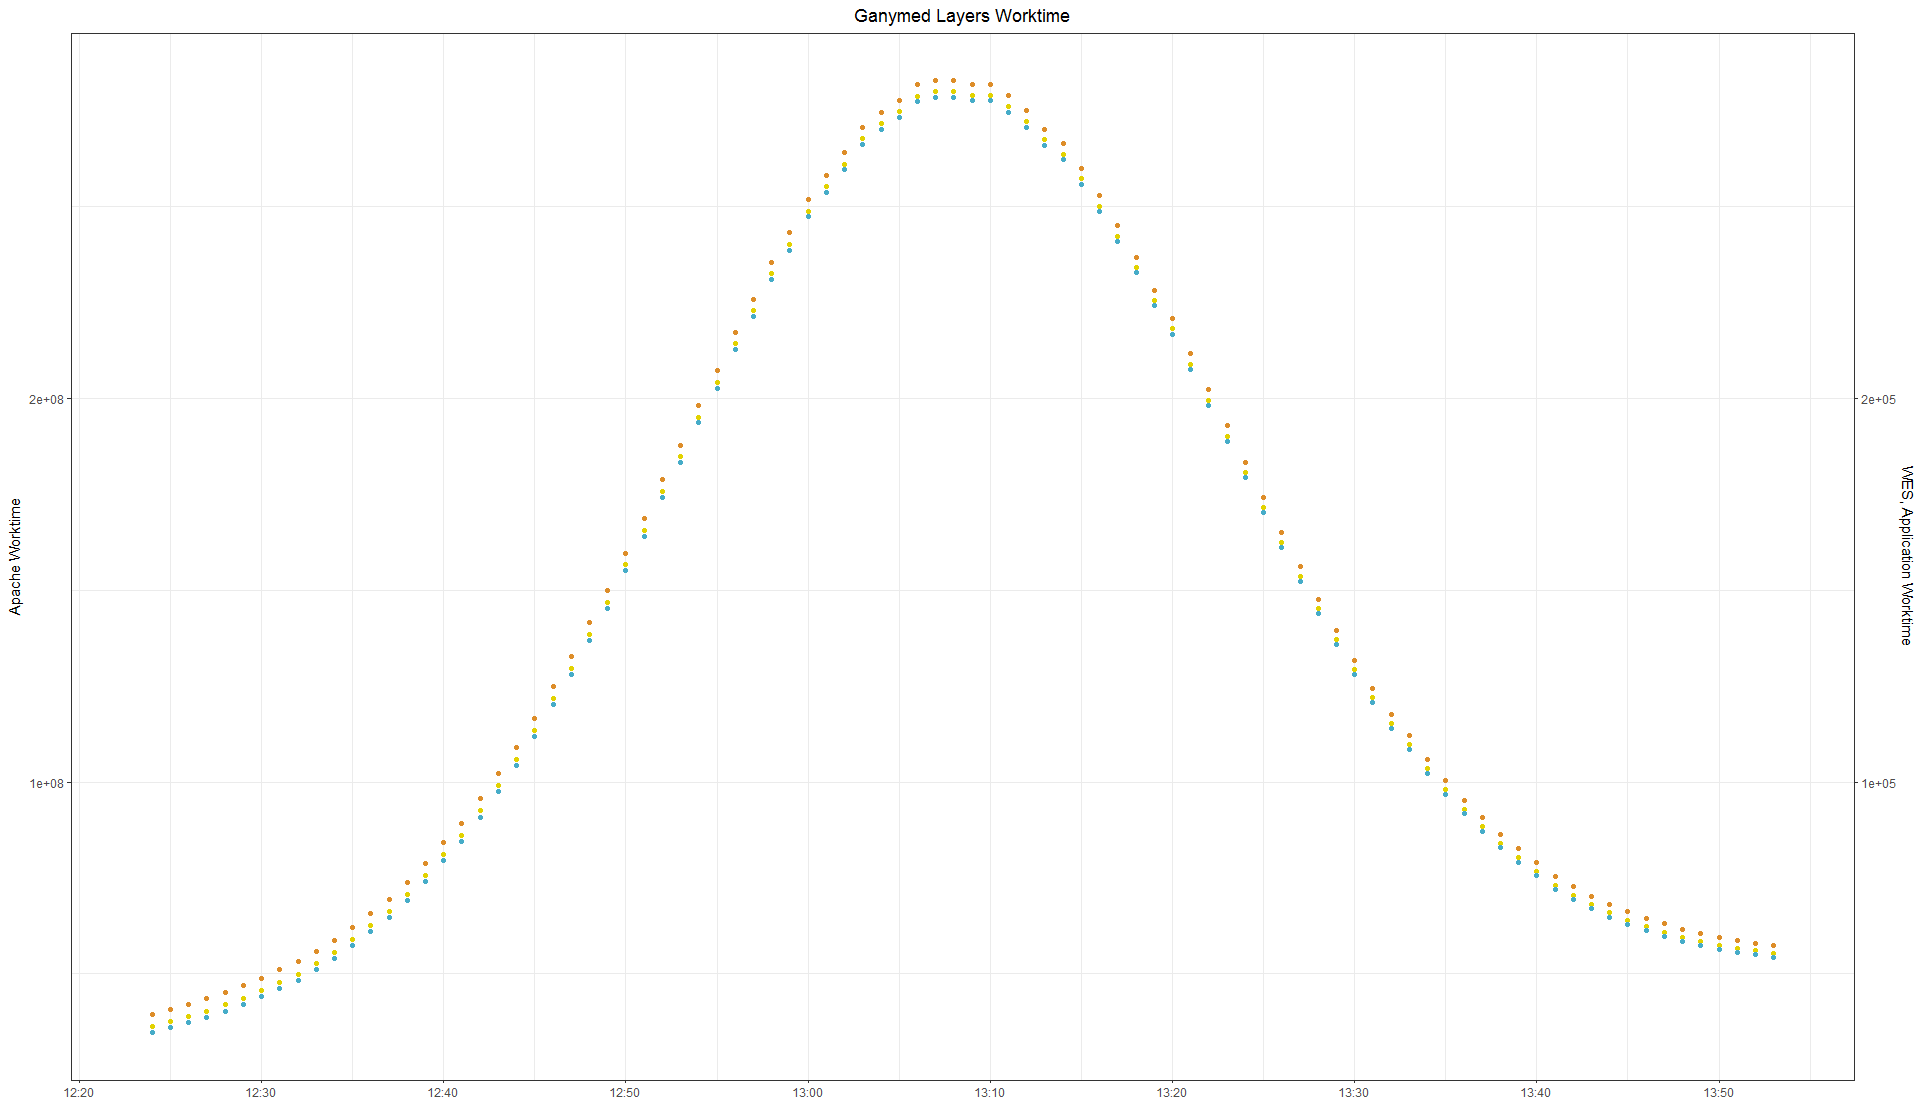 Ganymed Layers Worktime
2e+08
1e+08
Apache Worktime
2e+05
1e+05
WES, Application Worktime
12:20 12:30 12:40 12:50 13:00 13:10 13:20 13:30 13:40 13:50